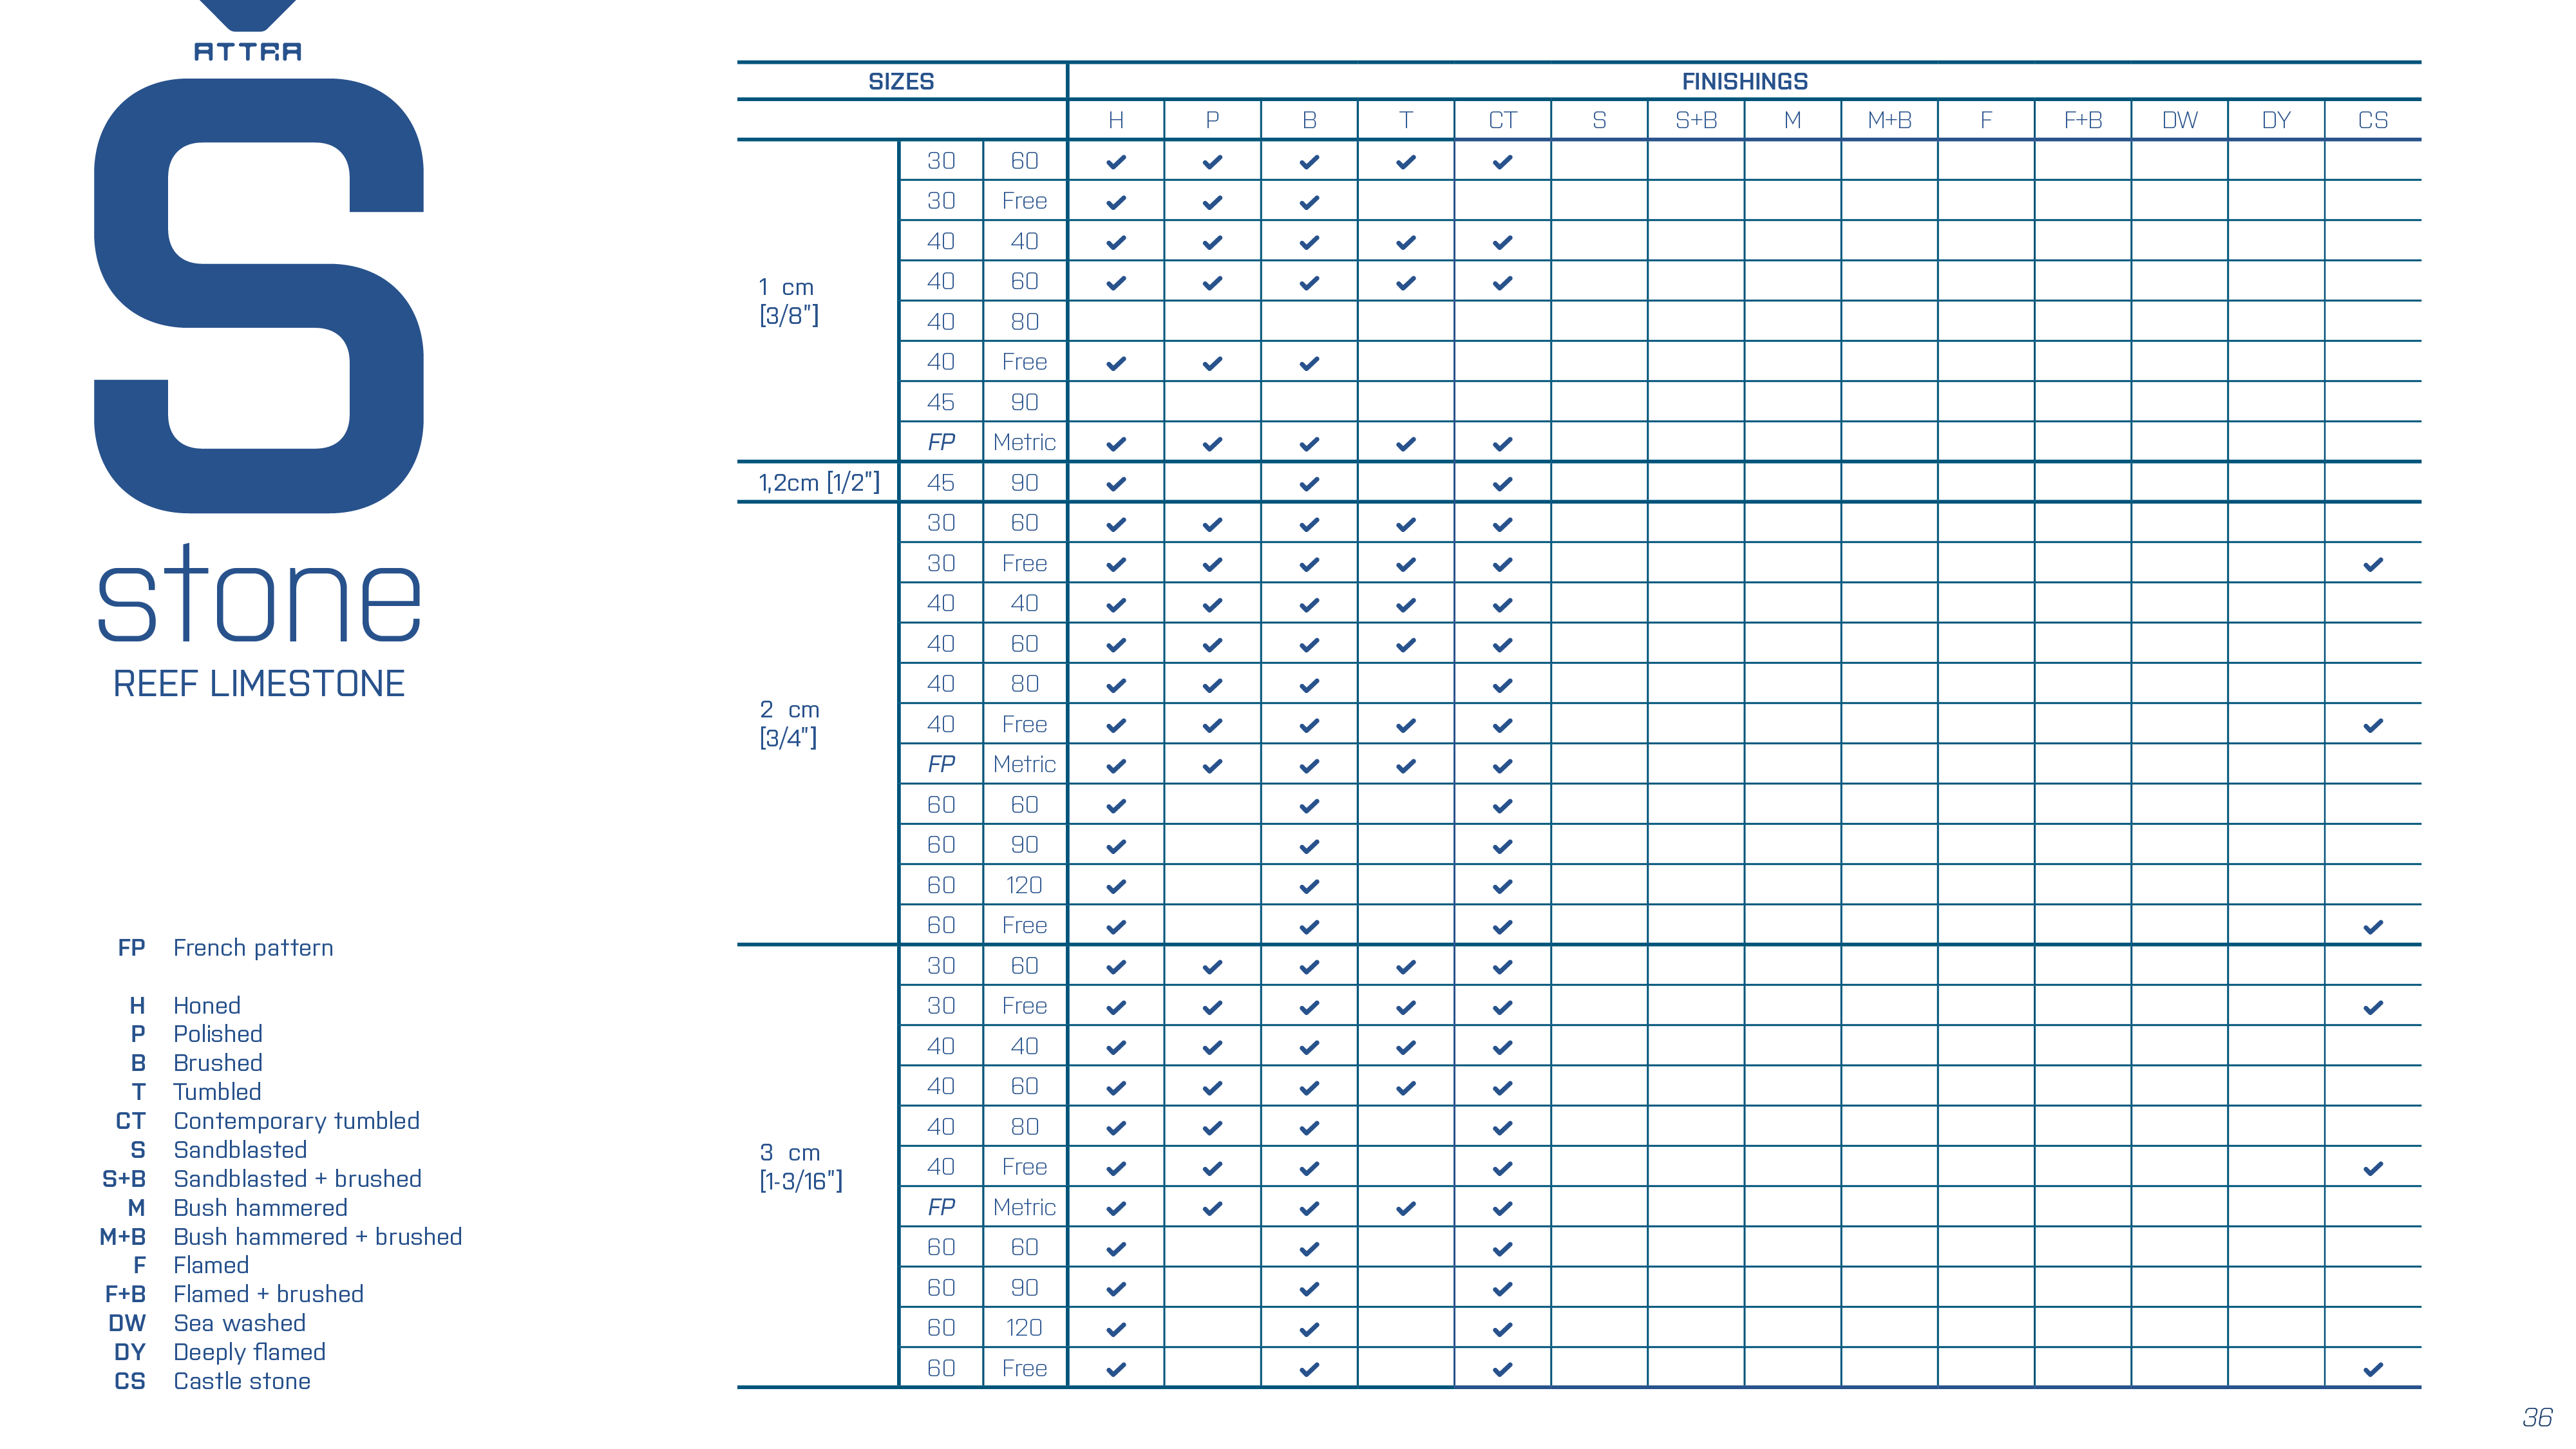 ATTRA
S
stone
REEF LIMESTONE
FP French pattern
H Honed
P Polished
B Brushed
T Tumbled
CT Contemporary tumbled
S Sandblasted
S+B Sandblasted + brushed
M Bush hammered
M+B Bush hammered + brushed
F Flamed
F+B Flamed + brushed
DW Sea washed
DY Deeply flamed
CS Castle stone
SIZES FINISHINGS
H P B T CT S S+B M M+B F F+B DW DY CS
1 cm
[3/8"]
30 60 ✓ ✓ ✓ ✓ ✓
30 Free ✓ ✓ ✓
40 40 ✓ ✓ ✓ ✓ ✓
40 60 ✓ ✓ ✓ ✓ ✓
40 80
40 Free ✓ ✓ ✓
45 90
FP Metric ✓ ✓ ✓ ✓ ✓
1,2cm [1/2"] 45 90 ✓ ✓ ✓
2 cm
[3/4"]
30 60 ✓ ✓ ✓ ✓ ✓
30 Free ✓ ✓ ✓ ✓ ✓ ✓
40 40 ✓ ✓ ✓ ✓ ✓
40 60 ✓ ✓ ✓ ✓ ✓
40 80 ✓ ✓ ✓ ✓
40 Free ✓ ✓ ✓ ✓ ✓ ✓
FP Metric ✓ ✓ ✓ ✓ ✓
60 60 ✓ ✓ ✓
60 90 ✓ ✓ ✓
60 120 ✓ ✓ ✓
60 Free ✓ ✓ ✓ ✓
3 cm
[1-3/16"]
30 60 ✓ ✓ ✓ ✓ ✓
30 Free ✓ ✓ ✓ ✓ ✓ ✓
40 40 ✓ ✓ ✓ ✓ ✓
40 60 ✓ ✓ ✓ ✓ ✓
40 80 ✓ ✓ ✓ ✓
40 Free ✓ ✓ ✓ ✓ ✓
FP Metric ✓ ✓ ✓ ✓ ✓
60 60 ✓ ✓ ✓
60 90 ✓ ✓ ✓
60 120 ✓ ✓ ✓
60 Free ✓ ✓ ✓ ✓
36